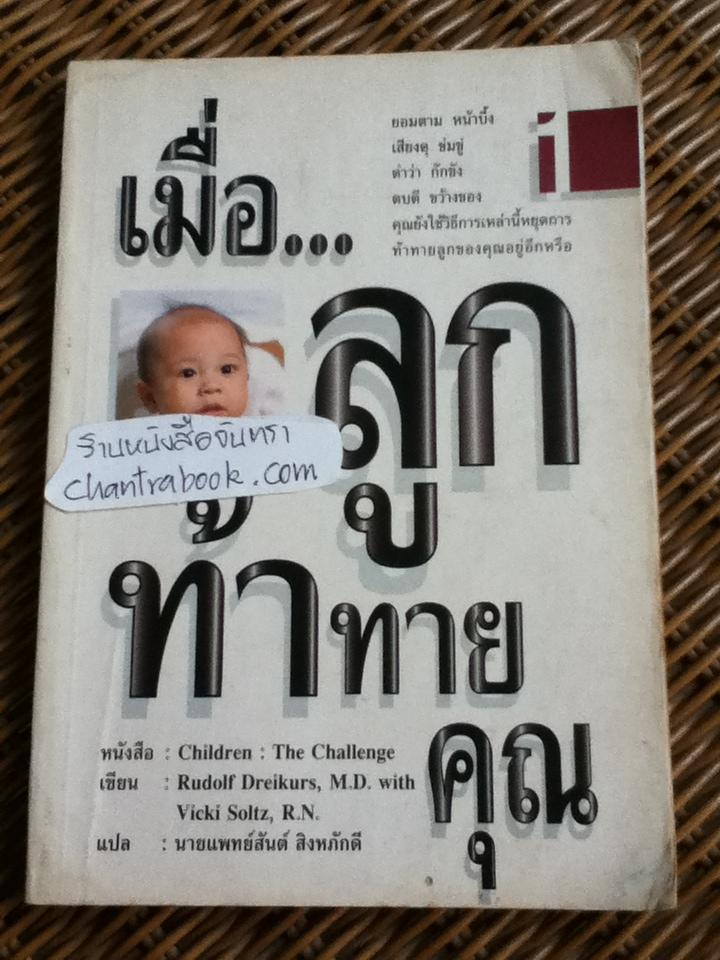 เมื่อ...
ยอมตาม หน้าบึ้ง
เสียงดุ ข่มขู่
ด่าว่า กักขัง
ตบตี ขว้างของ
คุณยังใช้วิธีการเหล่านี้หยุดการ
ท้าทายลูกของคุณอยู่อีกหรือ
ลูก
ร้านหนังสือจันทรา
Chantrabook.com
ท้าทาย
คุณ
หนังสือ : Children : The Challenge
เขียน : Rudolf Dreikurs, M.D. with
Vicki Soltz, R.N.
แปล : นายแพทย์สันต์ สิงหภักดี